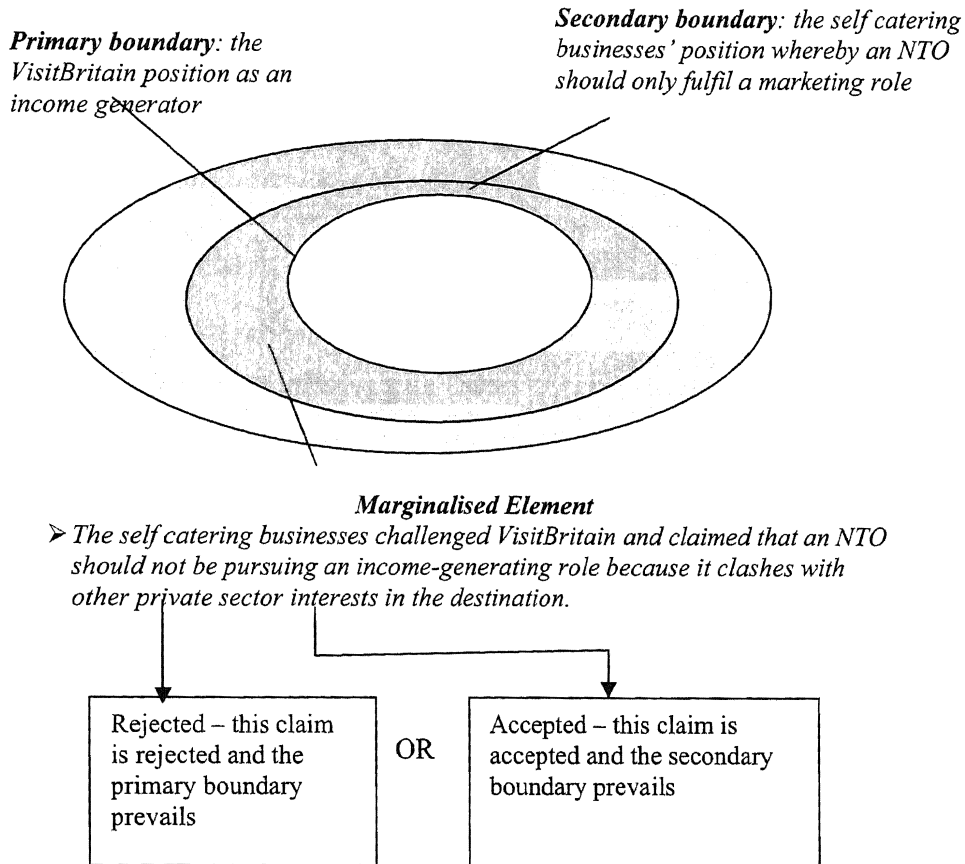 Primary boundary: the
VisitBritain position as an
income generator
Secondary boundary: the self catering
businesses' position whereby an NTO
should only fulfil a marketing role
Marginalised Element
➢ The self catering businesses challenged VisitBritain and claimed that an NTO
should not be pursuing an income-generating role because it clashes with
other private sector interests in the destination.
Rejected – this claim
is rejected and the
primary boundary
prevails
OR
Accepted – this claim is
accepted and the secondary
boundary prevails